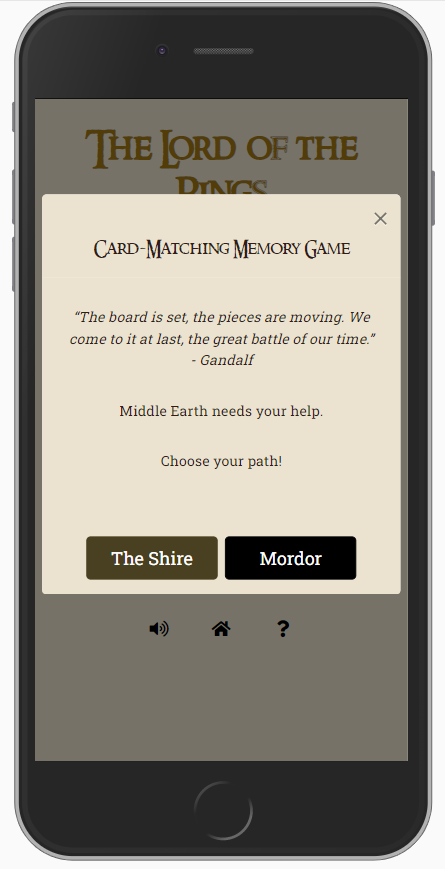 The Lord of the
Rings
Card-Matching Memory Game
“The board is set, the pieces are moving. We
come to it at last, the great battle of our time.”
- Gandalf
Middle Earth needs your help.
Choose your path!
The Shire Mordor
?